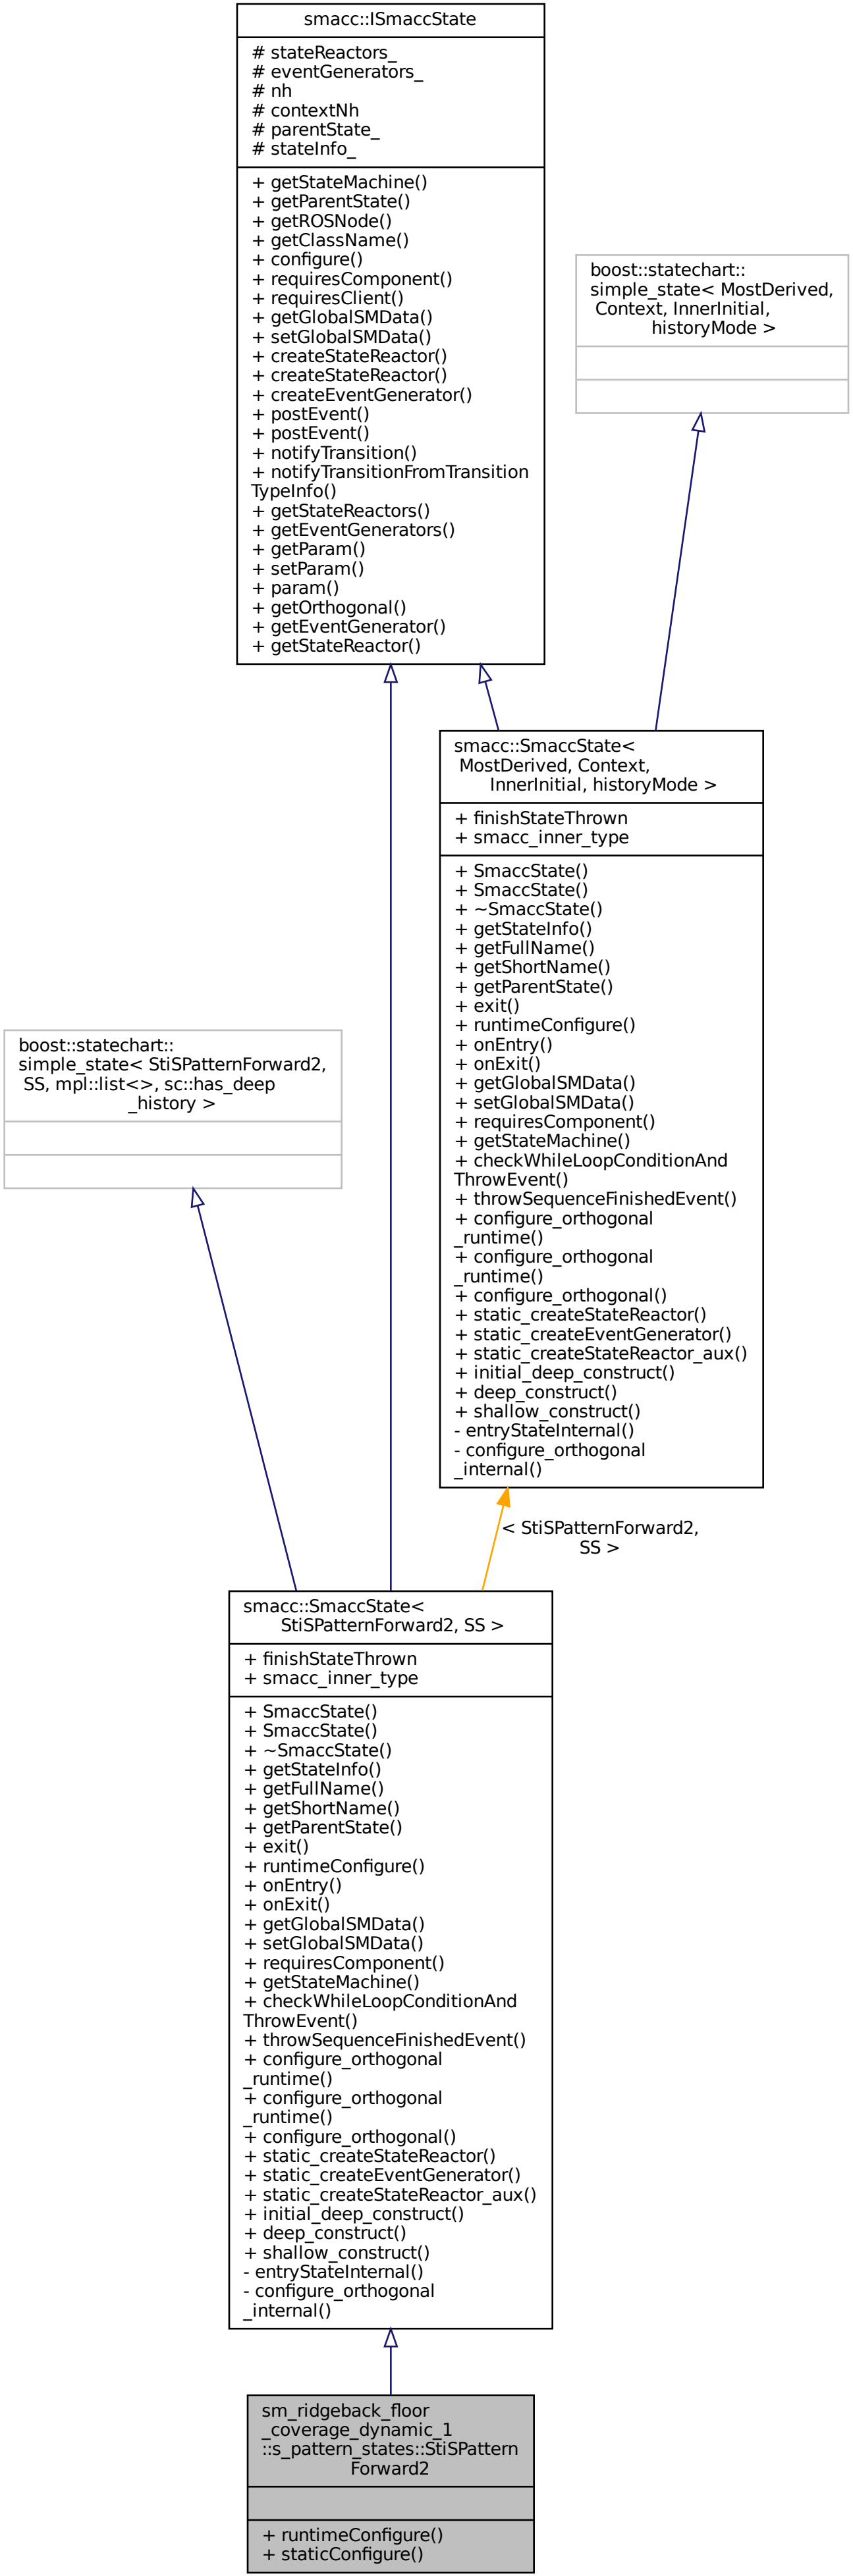 smacc::ISmaccState
# stateReactors_
# eventGenerators_
# nh
# contextNh
# parentState_
# stateInfo_
+ getStateMachine()
+ getParentState()
+ getROSNode()
+ getClassName()
+ configure()
+ requiresComponent()
+ requiresClient()
+ getGlobalSMData()
+ setGlobalSMData()
+ createStateReactor()
+ createStateReactor()
+ createEventGenerator()
+ postEvent()
+ postEvent()
+ notifyTransition()
+ notifyTransitionFromTransition
TypeInfo()
+ getStateReactors()
+ getEventGenerators()
+ getParam()
+ setParam()
+ param()
+ getOrthogonal()
+ getEventGenerator()
+ getStateReactor()
boost::statechart::
simple_state< MostDerived,
Context, InnerInitial,
historyMode >
smacc::SmaccState<
MostDerived, Context,
InnerInitial, historyMode >
+ finishStateThrown
+ smacc_inner_type
+ SmaccState()
+ SmaccState()
+ ~SmaccState()
+ getStateInfo()
+ getFullName()
+ getShortName()
+ getParentState()
+ exit()
+ runtimeConfigure()
+ onEntry()
+ onExit()
+ getGlobalSMData()
+ setGlobalSMData()
+ requiresComponent()
+ getStateMachine()
+ checkWhileLoopConditionAnd
ThrowEvent()
+ throwSequenceFinishedEvent()
+ configure_orthogonal
_runtime()
+ configure_orthogonal
_runtime()
+ configure_orthogonal()
+ static_createStateReactor()
+ static_createEventGenerator()
+ static_createStateReactor_aux()
+ initial_deep_construct()
+ deep_construct()
+ shallow_construct()
- entryStateInternal()
- configure_orthogonal
_internal()
boost::statechart::
simple_state< StiSPatternForward2,
SS, mpl::list<>, sc::has_deep
_history >
< StiSPatternForward2,
SS >
smacc::SmaccState<
StiSPatternForward2, SS >
+ finishStateThrown
+ smacc_inner_type
+ SmaccState()
+ SmaccState()
+ ~SmaccState()
+ getStateInfo()
+ getFullName()
+ getShortName()
+ getParentState()
+ exit()
+ runtimeConfigure()
+ onEntry()
+ onExit()
+ getGlobalSMData()
+ setGlobalSMData()
+ requiresComponent()
+ getStateMachine()
+ checkWhileLoopConditionAnd
ThrowEvent()
+ throwSequenceFinishedEvent()
+ configure_orthogonal
_runtime()
+ configure_orthogonal
_runtime()
+ configure_orthogonal()
+ static_createStateReactor()
+ static_createEventGenerator()
+ static_createStateReactor_aux()
+ initial_deep_construct()
+ deep_construct()
+ shallow_construct()
- entryStateInternal()
- configure_orthogonal
_internal()
sm_ridgeback_floor
_coverage_dynamic_1
::s_pattern_states::StiSPattern
Forward2
+ runtimeConfigure()
+ staticConfigure()